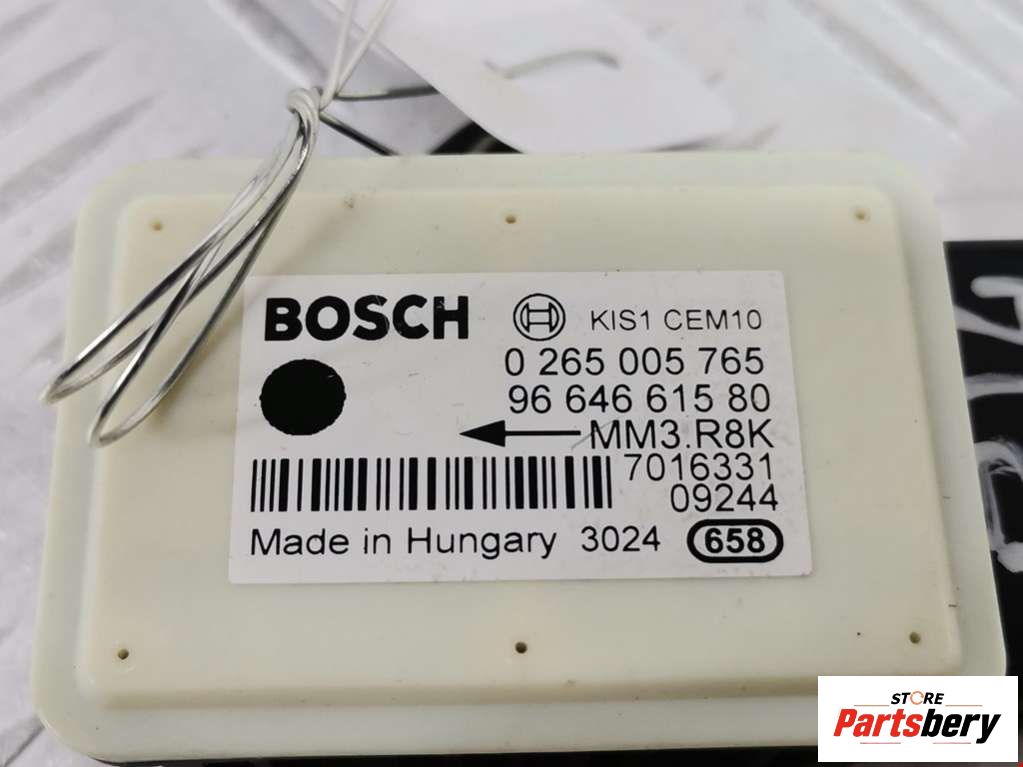 BOSCH KIS1 CEM10
0 265 005 765
96 646 615 80
MM3.R8K
7016331
09244
Made in Hungary 3024 658
STORE
Partsbery